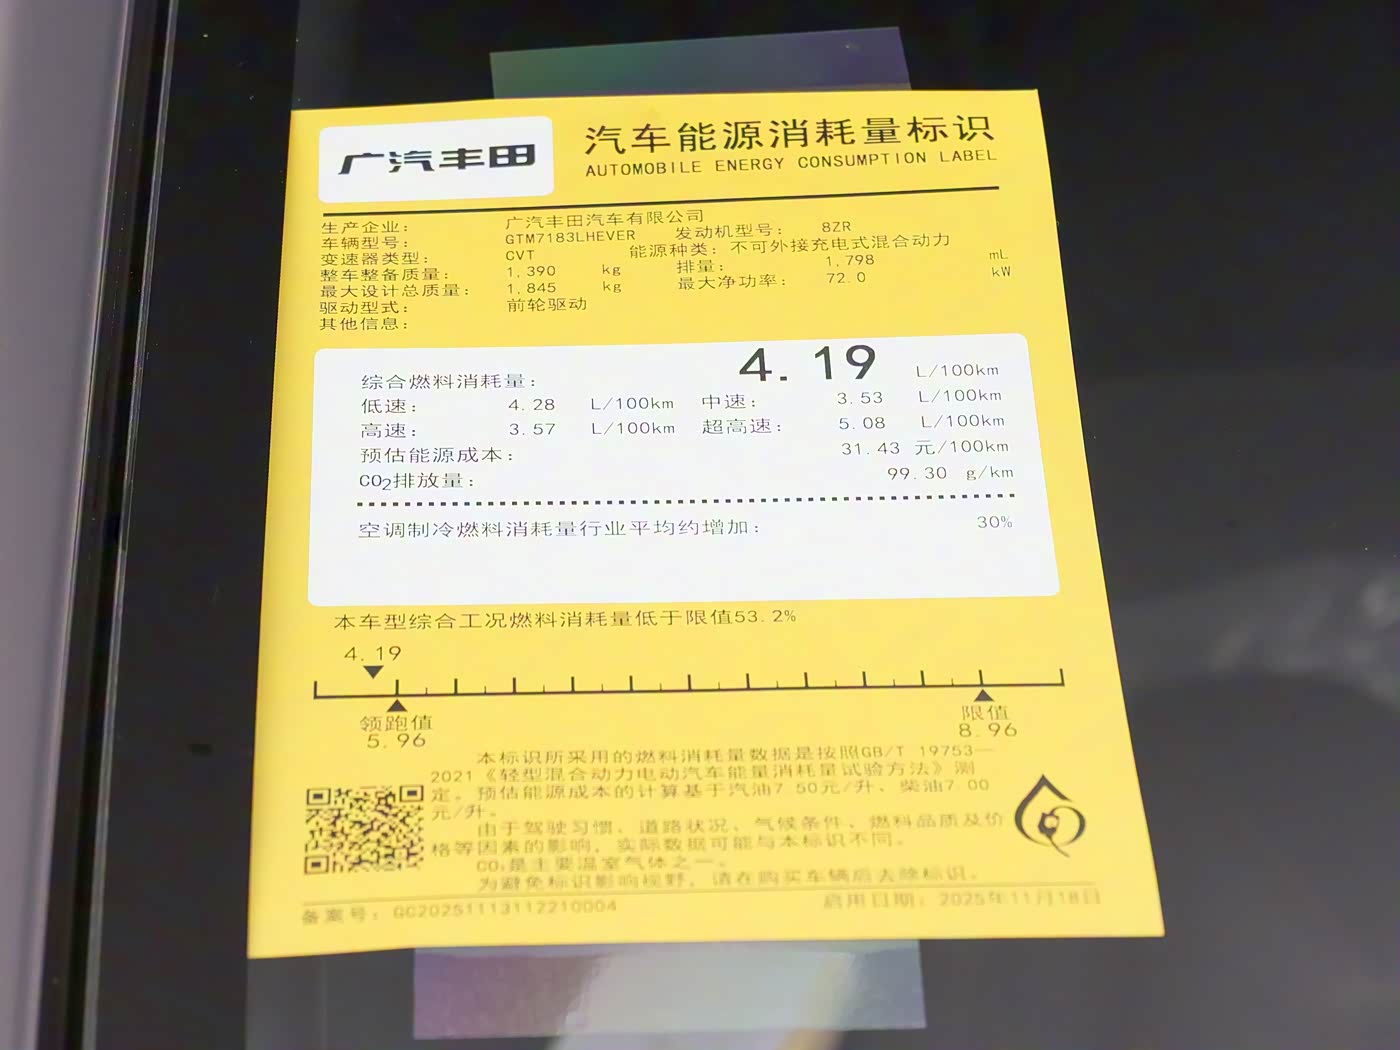 广汽丰田
汽车能源消耗量标识
AUTOMOBILE ENERGY CONSUMPTION LABEL
生产企业: 广汽丰田汽车有限公司
车辆型号: GTM7183LHEVER 发动机型号: 8ZR
变速器类型: CVT 能源种类: 不可外接充电式混合动力
整车整备质量: 1,390 kg 排量: 1,798 mL
最大设计总质量: 1,845 kg 最大净功率: 72.0 kW
驱动型式: 前轮驱动
其他信息:
综合燃料消耗量: 4.19 L/100km
低速: 4.28 L/100km 中速: 3.53 L/100km
高速: 3.57 L/100km 超高速: 5.08 L/100km
预估能源成本: 31.43 元/100km
CO2排放量: 99.30 g/km
空调制冷燃料消耗量行业平均约增加: 30%
本车型综合工况燃料消耗量低于限值53.2%
4.19
领跑值 限值
5.96 8.96
本标识所采用的燃料消耗量数据是按照GB/T 19753—
2021《轻型混合动力电动汽车能量消耗量试验方法》测
定。预估能源成本的计算基于汽油7.50元/升、柴油7.00
元/升。
由于驾驶习惯、道路状况、气候条件、燃料品质及价
格等因素的影响，实际数据可能与本标识不同。
CO2是主要温室气体之一。
为避免标识影响视野，请在购买车辆后去除标识。
备案号: GC20251113112210004 启用日期: 2025年11月18日